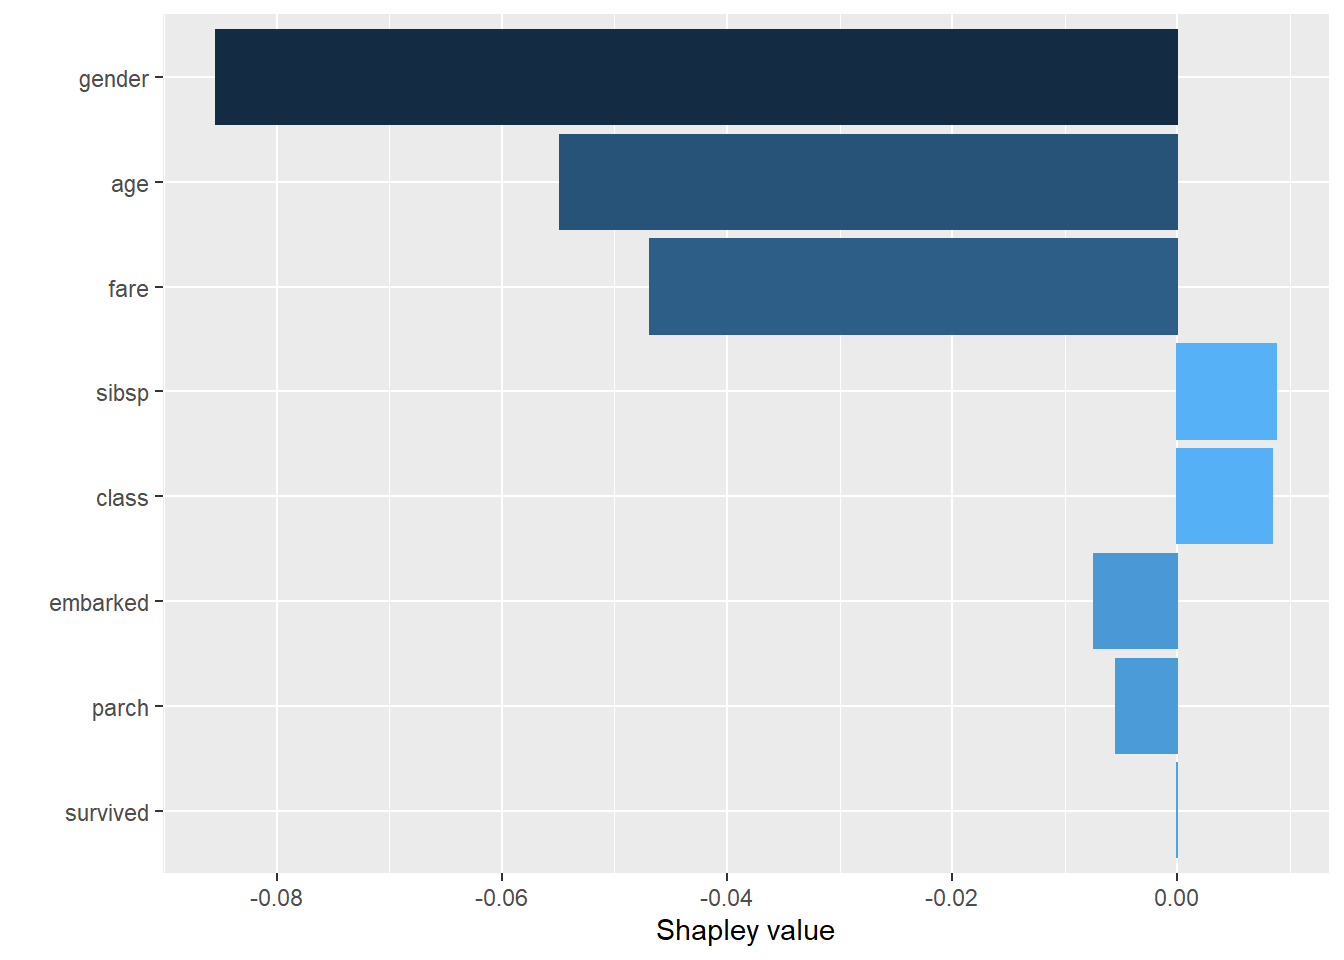 gender
age
fare
sibsp
class
embarked
parch
survived
-0.08 -0.06 -0.04 -0.02 0.00
Shapley value